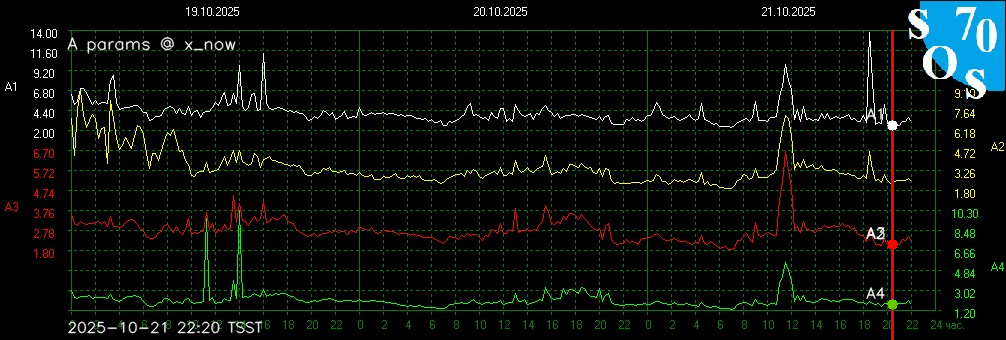 19.10.2025 20.10.2025 21.10.2025
S 70
O
S
14.00
A params @ x_now
11.60
9.20
A1 6.80 9.10
4.40 A1 7.64
2.00 6.18
6.70 4.72 A2
5.72 3.26
4.74 1.80
A3 3.76 10.30
2.78 A3 8.48
1.80 6.66
4.84 A4
A4 3.02
1.20
2025-10-21 22:20 TSST
16 18 20 22 0 2 4 6 8 10 12 14 16 18 20 22 0 2 4 6 8 10 12 14 16 18 20 22 24 час.